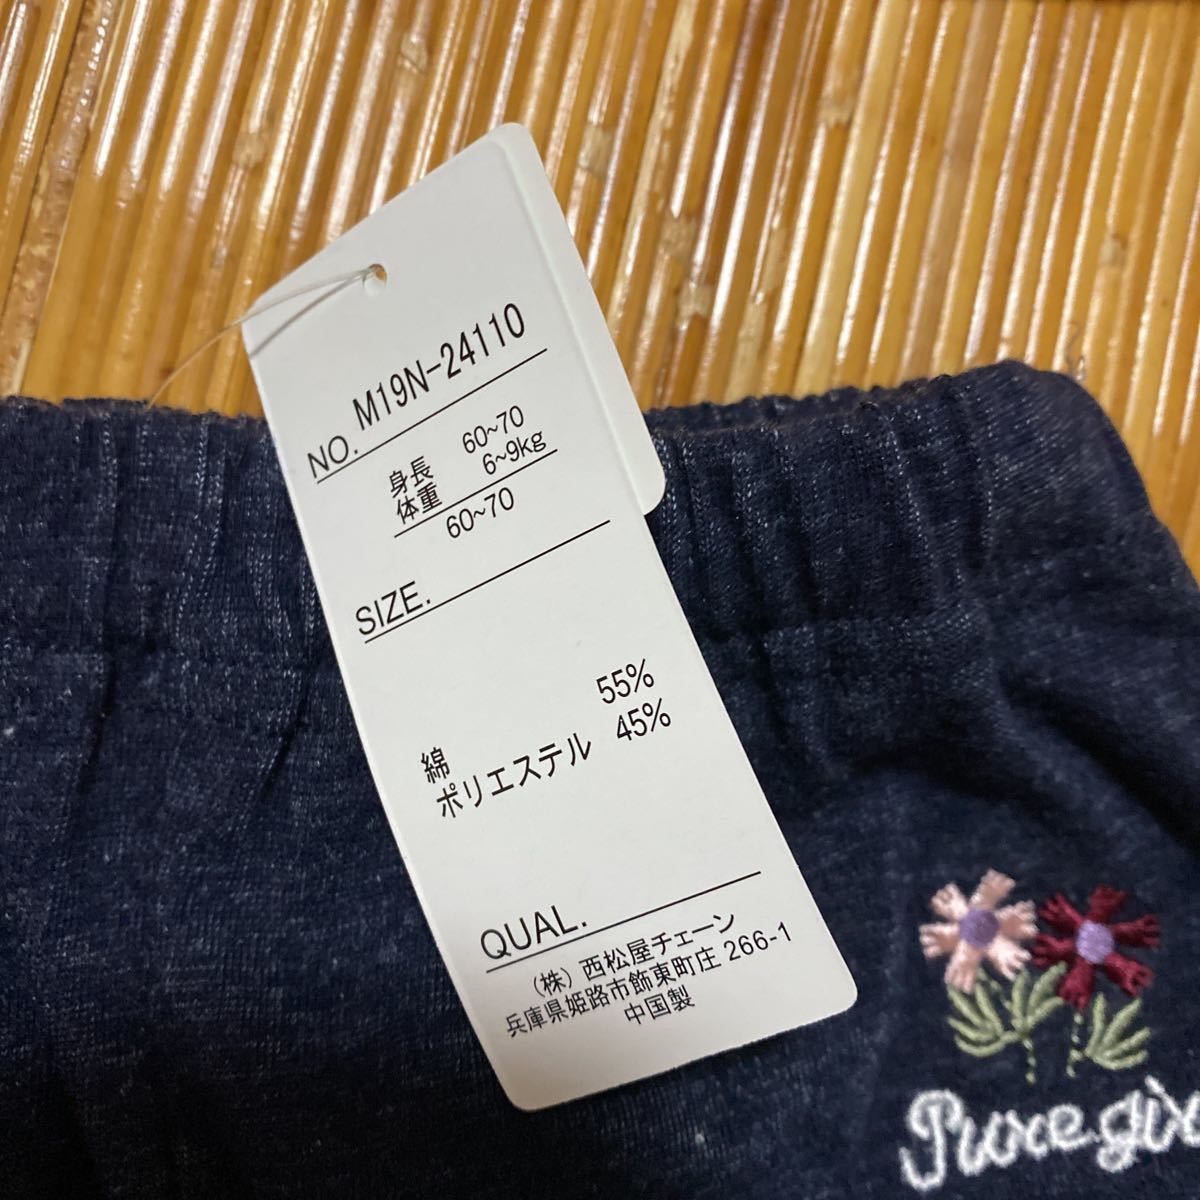 NO. M19N-24110
身長 60~70
体重 6~9kg
60~70
SIZE.
綿 55%
ポリエステル 45%
QUAL.
(株) 西松屋チェーン
兵庫県姫路市飾東町庄 266-1
中国製
Pure